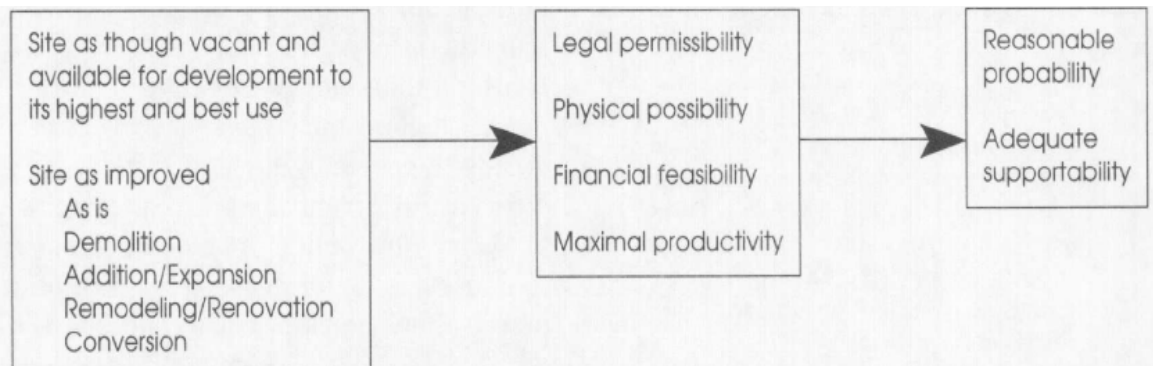 Site as though vacant and
available for development to
its highest and best use
Site as improved
As is
Demolition
Addition/Expansion
Remodeling/Renovation
Conversion
Legal permissibility
Physical possibility
Financial feasibility
Maximal productivity
Reasonable
probability
Adequate
supportability